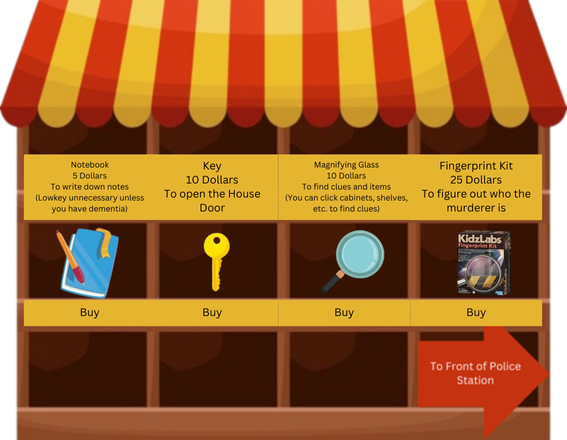 Notebook
5 Dollars
To write down notes
(Lowkey unnecessary unless
you have dementia)
Key
10 Dollars
To open the House
Door
Magnifying Glass
10 Dollars
To find clues and items
(You can click cabinets, shelves,
etc. to find clues)
Fingerprint Kit
25 Dollars
To figure out who the
murderer is
KidzLabs
Fingerprint Kit
Buy
Buy
Buy
Buy
To Front of Police
Station